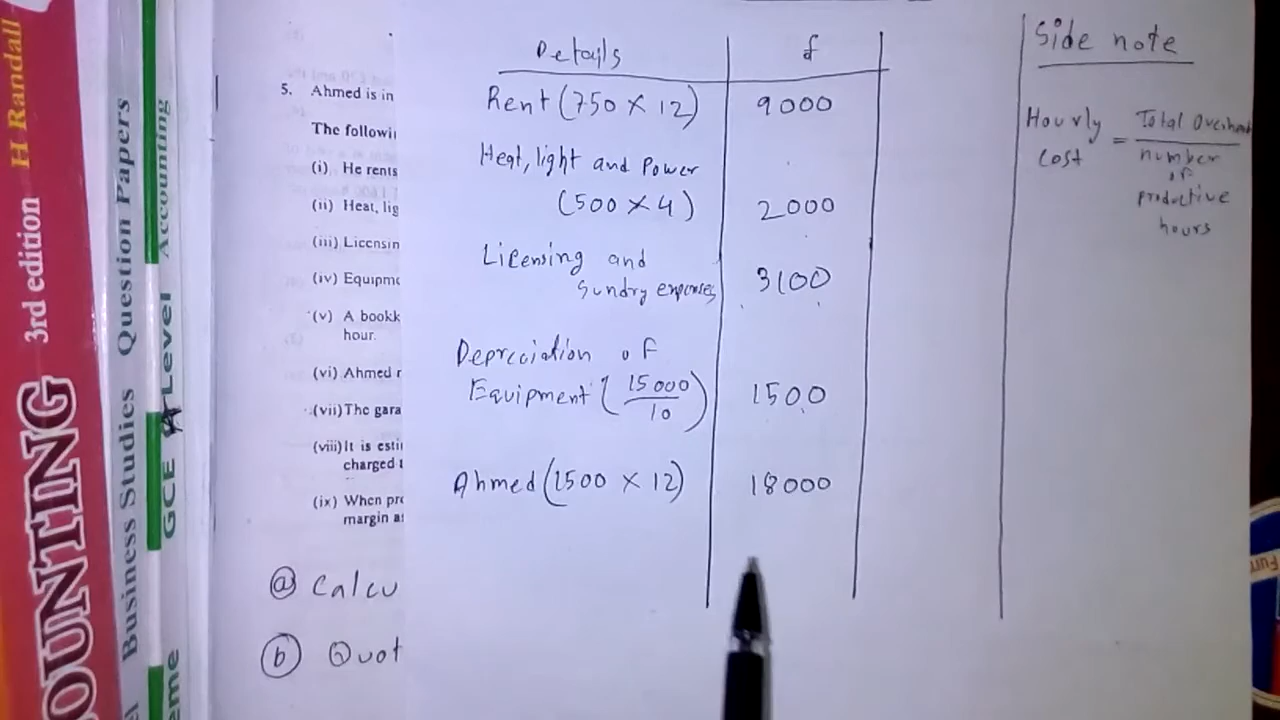 H Randall
3rd edition
OUNTING
Question Papers
Business Studies
Accounting
GCE A Level
5. Ahmed is in
The followi
(i) He rents
(ii) Heat, lig
(iii) Licensin
(iv) Equipme
(v) A bookk
hour.
(vi) Ahmed r
(vii) The gara
(viii) It is esti
charged t
(ix) When pre
margin a
ⓐ Calcu
ⓑ Quot
Details £
Rent (750 × 12) 9000
Heat, light and Power
(500 × 4) 2000
Licensing and
Sundry expenses 3100
Depreciation of
Equipment (15000/10) 1500
Ahmed (1500 × 12) 18000
Side note
Hourly Cost = Total Overhead
number
of
productive
hours